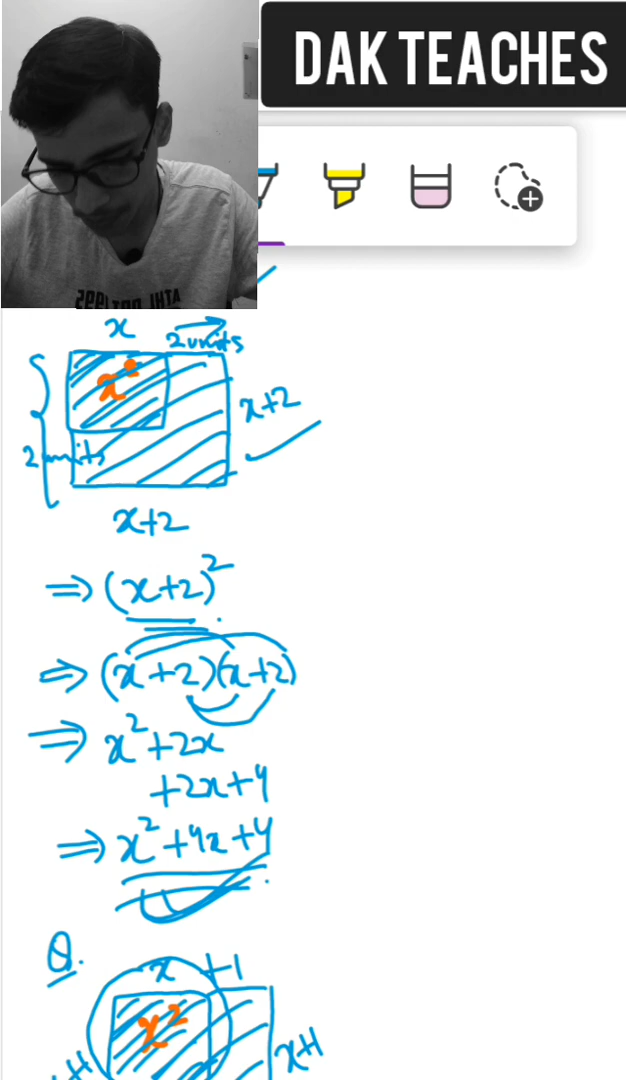 DAK TEACHES
x
2 units
x²
x+2
2 units
x+2
⇒ (x+2)²
⇒ (x+2)(x+2)
⇒ x²+2x
+2x+4
⇒ x²+4x+4
Q.
x +1
x²
x+1